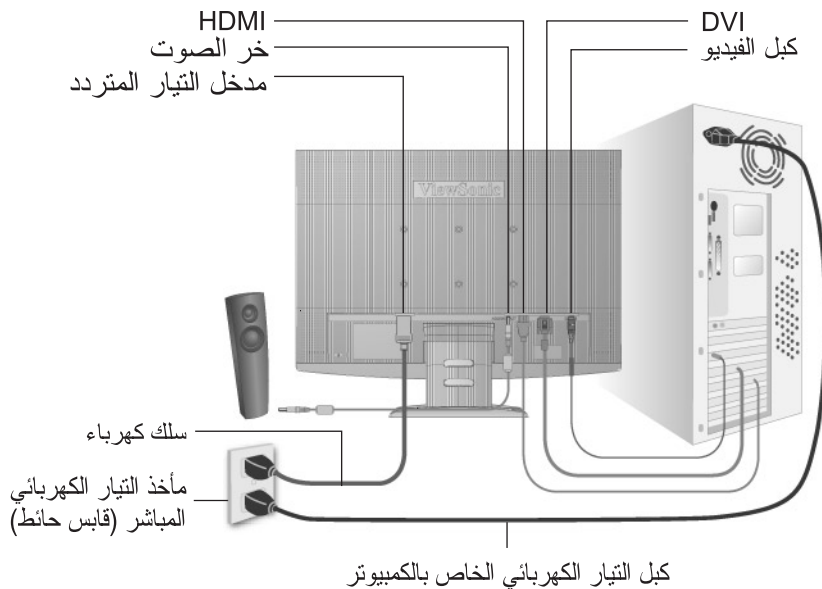 HDMI
خر الصوت
مدخل التيار المتردد
DVI
كبل الفيديو
ViewSonic
سلك كهرباء
مأخذ التيار الكهربائي
المباشر (قابس حائط)
كبل التيار الكهربائي الخاص بالكمبيوتر